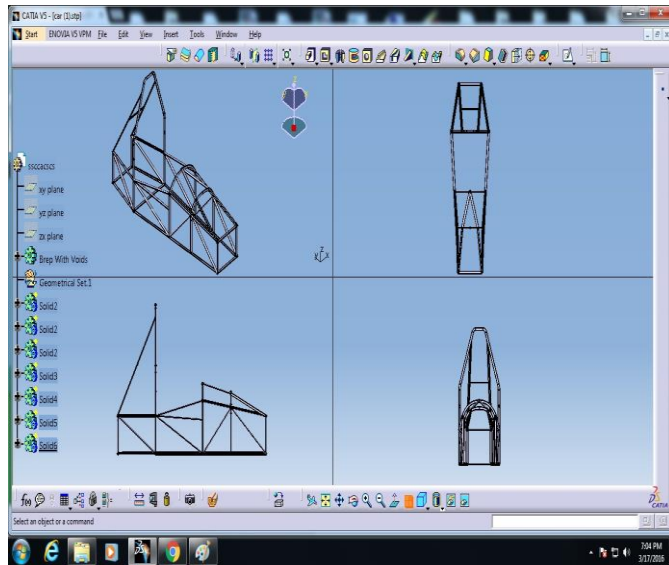 CATIA V5 - [car (1).stp]
Start ENOVIA V5 VPM File Edit View Insert Tools Window Help
ssccacscs
xy plane
yz plane
zx plane
Brep With Voids
Geometrical Set.1
Solid2
Solid2
Solid2
Solid3
Solid4
Solid5
Solid6
z
x
f(x)
CATIA
Select an object or a command
7:04 PM
3/17/2016